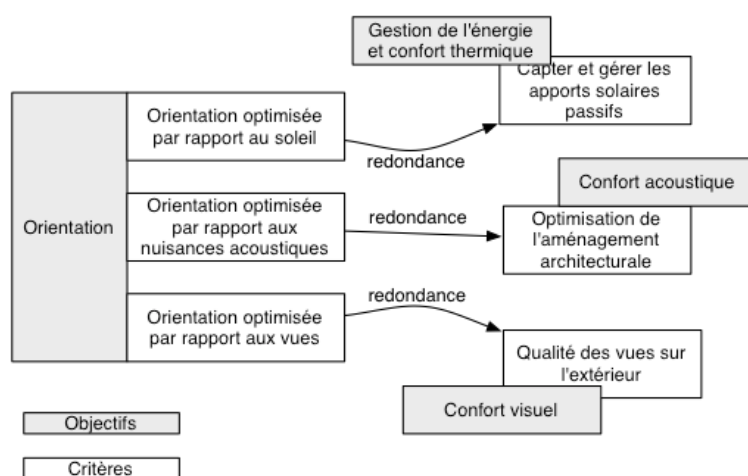 Gestion de l'énergie
et confort thermique
Capter et gérer les
apports solaires
passifs
Orientation optimisée
par rapport au soleil
redondance
Confort acoustique
Orientation
Orientation optimisée
par rapport aux
nuisances acoustiques
redondance
Optimisation de
l'aménagement
architecturale
redondance
Orientation optimisée
par rapport aux vues
Qualité des vues sur
l'extérieur
Confort visuel
Objectifs
Critères